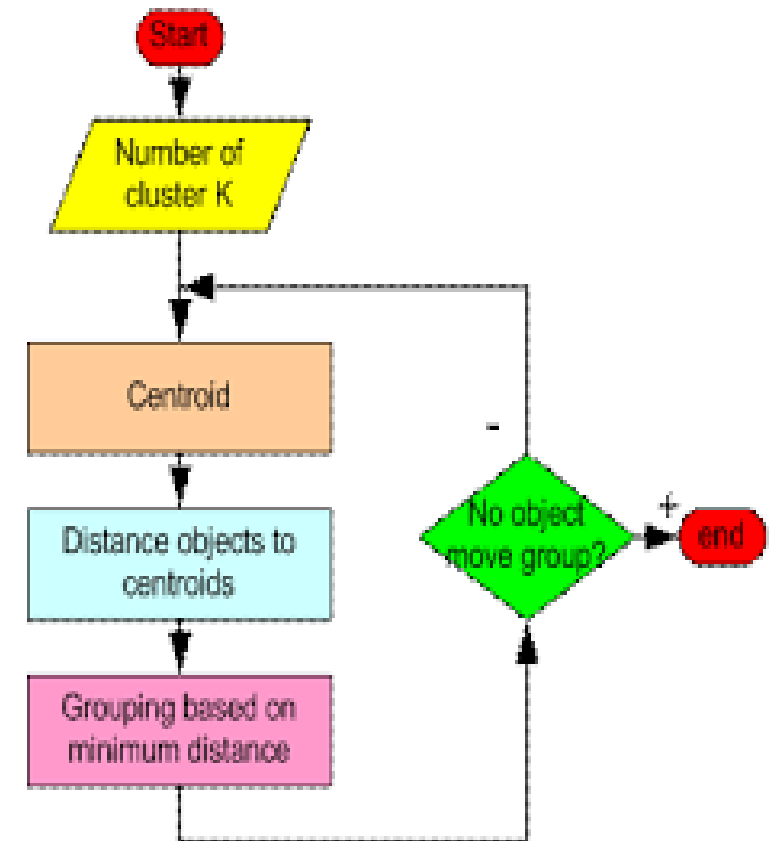 Start
Number of
cluster K
Centroid
Distance objects to
centroids
Grouping based on
minimum distance
-
No object
move group?
+
end